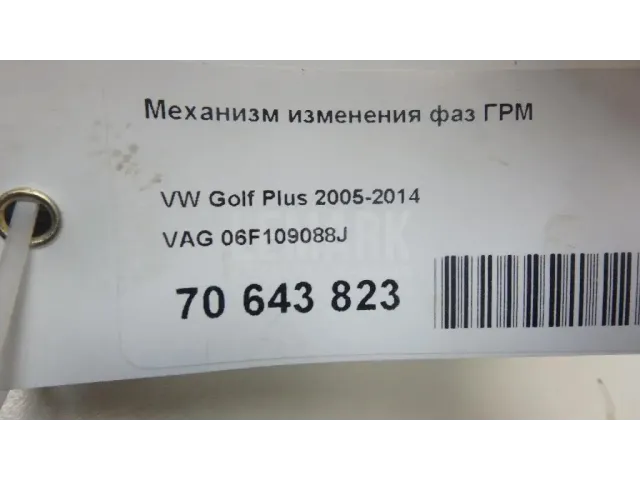 Механизм изменения фаз ГРМ
VW Golf Plus 2005-2014
VAG 06F109088J
70 643 823